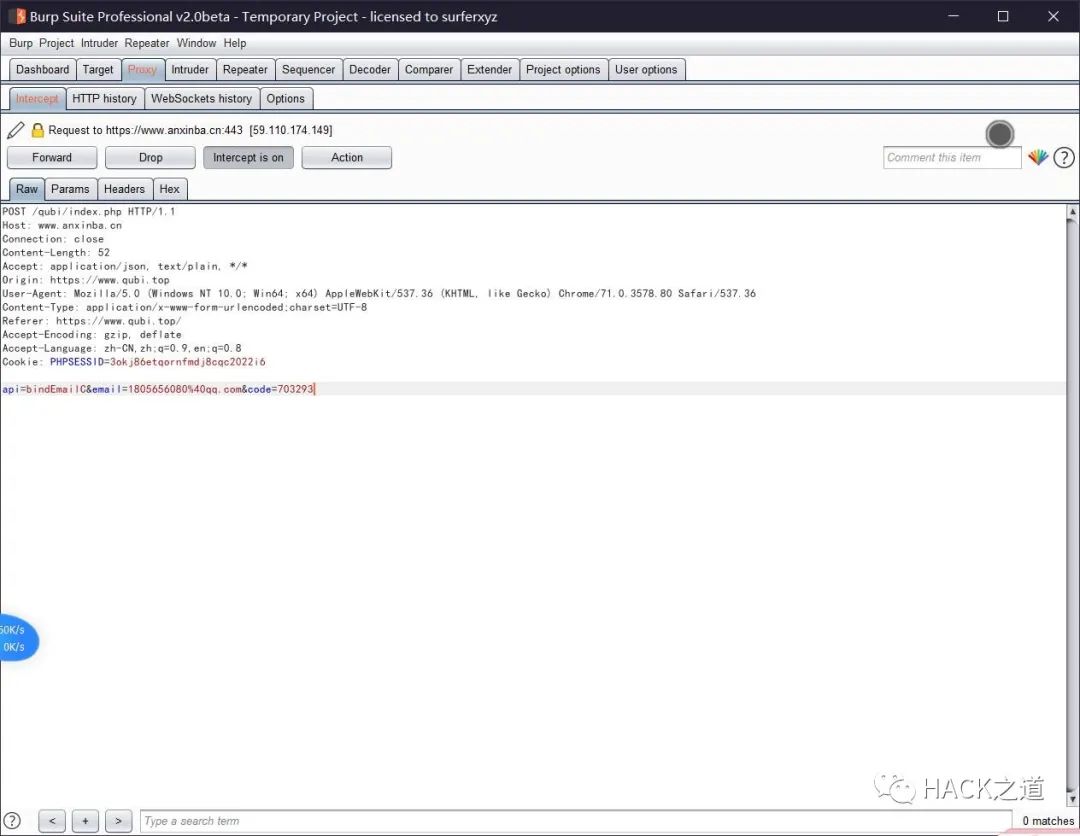 Burp Suite Professional v2.0beta - Temporary Project - licensed to surferxyz
Burp Project Intruder Repeater Window Help
Dashboard Target Proxy Intruder Repeater Sequencer Decoder Comparer Extender Project options User options
Intercept HTTP history WebSockets history Options
Request to https://www.anxinba.cn:443 [59.110.174.149]
Forward Drop Intercept is on Action Comment this item ?
Raw Params Headers Hex
POST /qubi/index.php HTTP/1.1
Host: www.anxinba.cn
Connection: close
Content-Length: 52
Accept: application/json, text/plain, */*
Origin: https://www.qubi.top
User-Agent: Mozilla/5.0 (Windows NT 10.0; Win64; x64) AppleWebKit/537.36 (KHTML, like Gecko) Chrome/71.0.3578.80 Safari/537.36
Content-Type: application/x-www-form-urlencoded;charset=UTF-8
Referer: https://www.qubi.top/
Accept-Encoding: gzip, deflate
Accept-Language: zh-CN,zh;q=0.9,en;q=0.8
Cookie: PHPSESSID=3okj86etqornfmdj8cqc2022i6
api=bindEmailC&email=1805656080%40qq.com&code=703293
0K/s
0K/s
HACK之道
? < + > Type a search term 0 matches